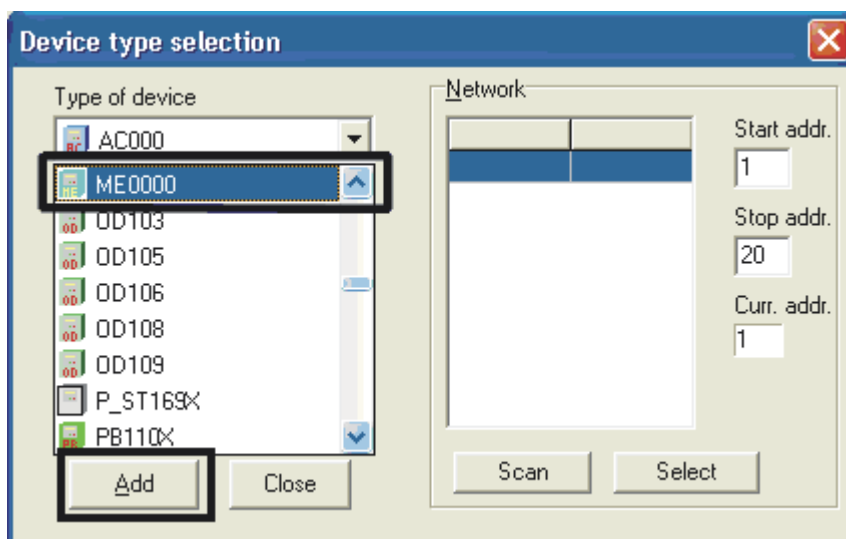 Device type selection
Type of device
AC000
ME0000
OD103
OD105
OD106
OD108
OD109
P_ST169X
PB110X
Add
Close
Network
Start addr.
1
Stop addr.
20
Curr. addr.
1
Scan
Select